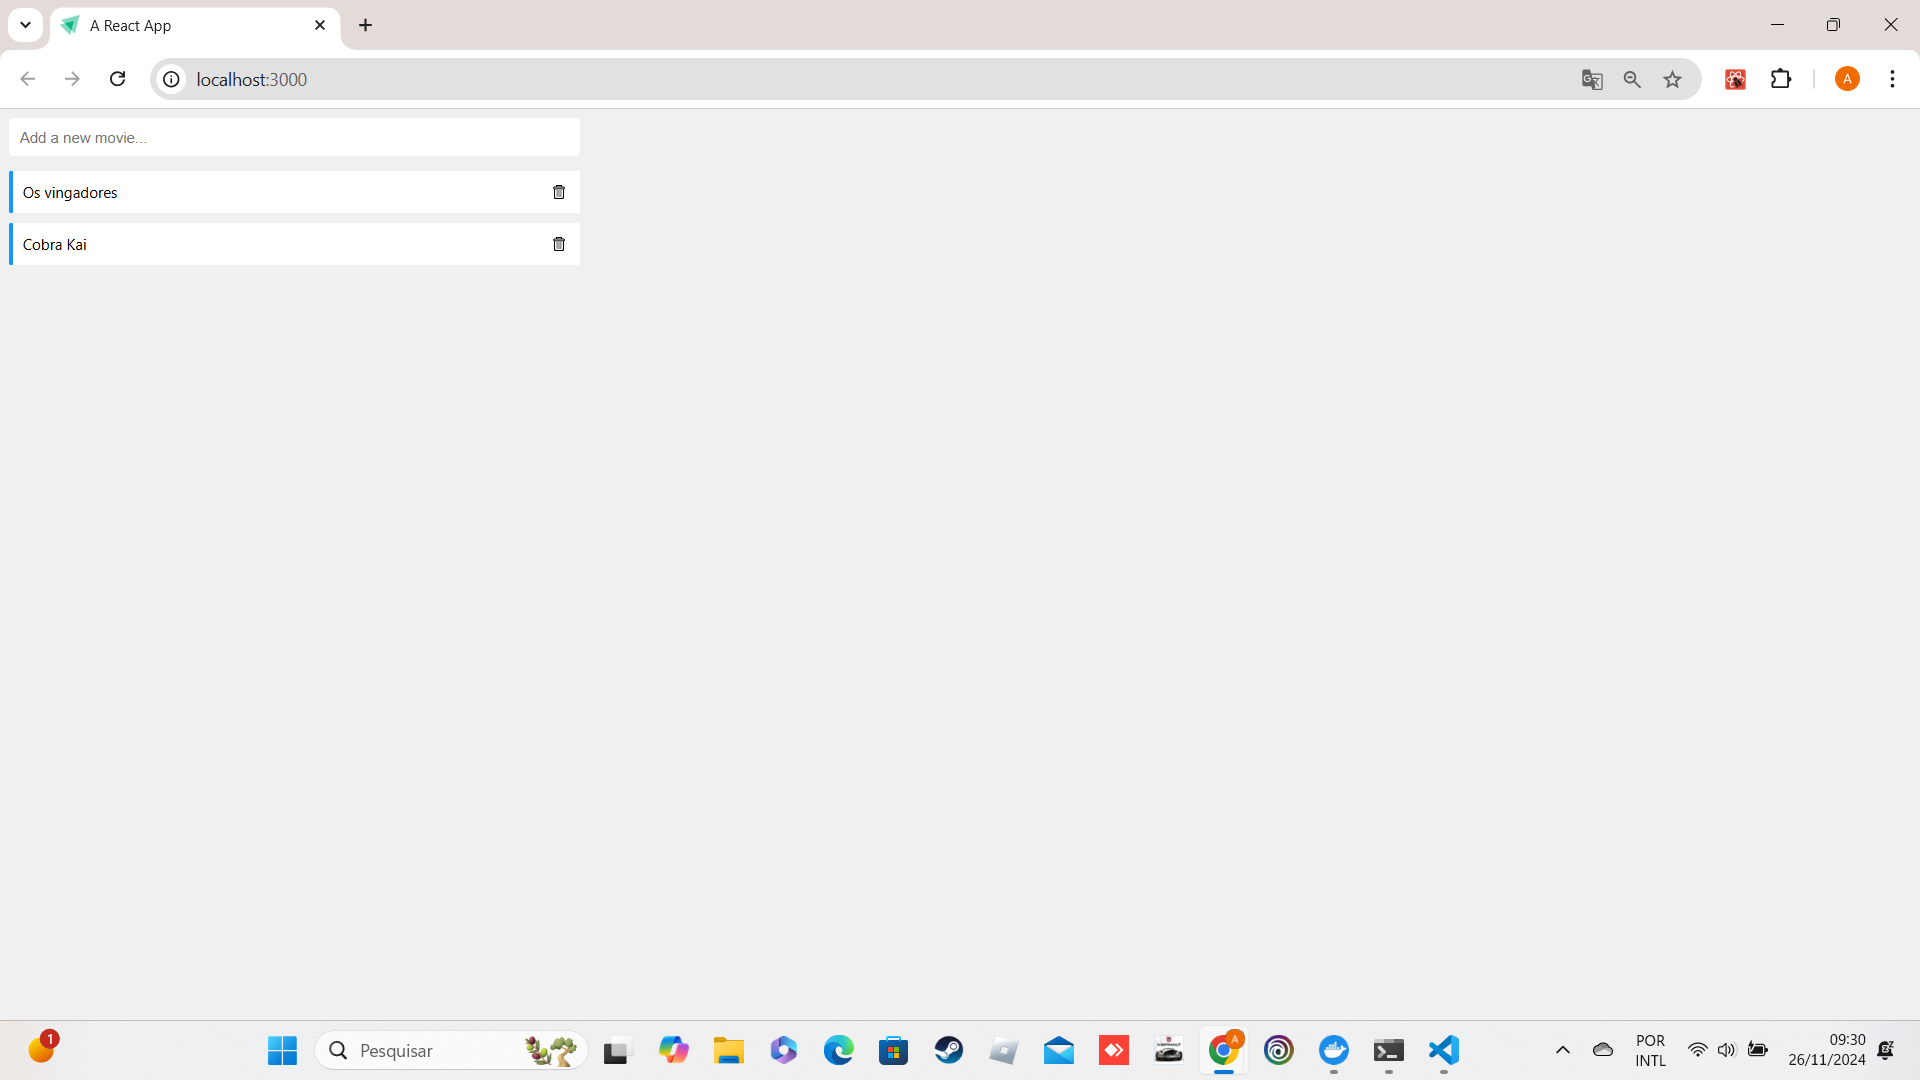 A React App
localhost:3000
A
Add a new movie...
Os vingadores
Cobra Kai
1
Pesquisar
A
POR
INTL
09:30
26/11/2024